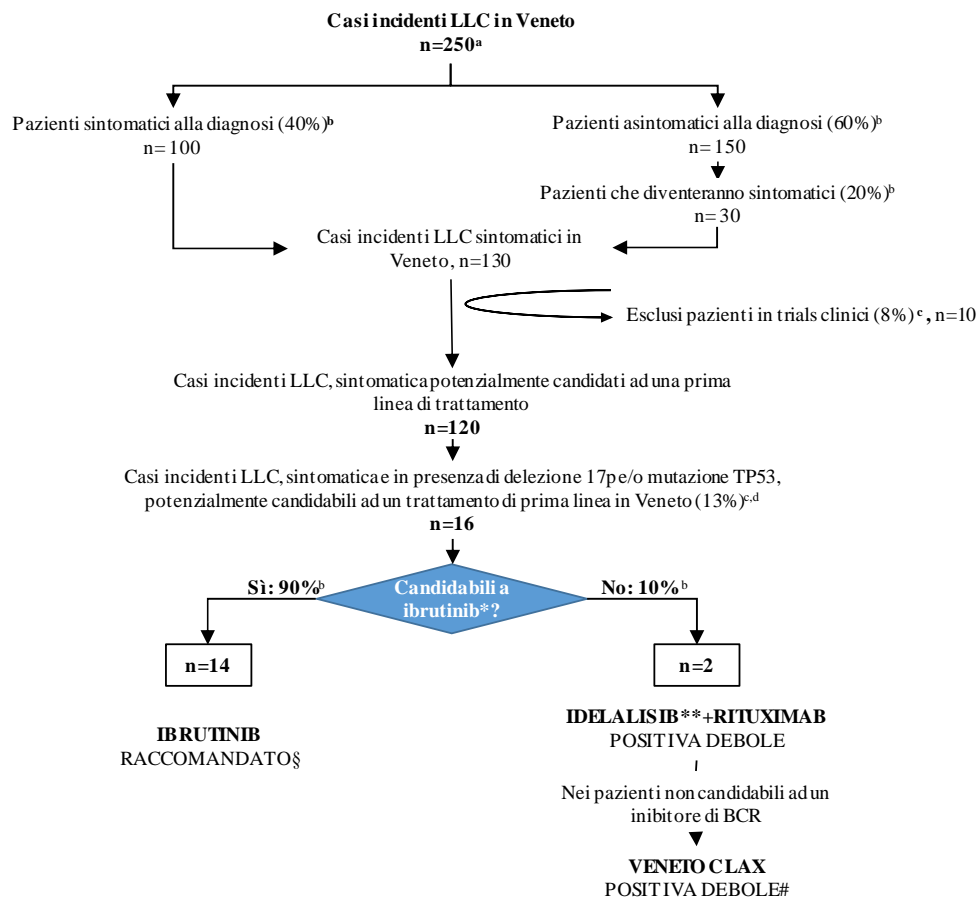 Casi incidenti LLC in Veneto
n=250ᵃ
Pazienti sintomatici alla diagnosi (40%)ᵇ
n=100
Pazienti asintomatici alla diagnosi (60%)ᵇ
n=150
Pazienti che diventeranno sintomatici (20%)ᵇ
n=30
Casi incidenti LLC sintomatici in
Veneto, n=130
Esclusi pazienti in trials clinici (8%)ᶜ, n=10
Casi incidenti LLC, sintomatica potenzialmente candidati ad una prima
linea di trattamento
n=120
Casi incidenti LLC, sintomatica e in presenza di delezione 17p e/o mutazione TP53,
potenzialmente candidabili ad un trattamento di prima linea in Veneto (13%)ᶜ,ᵈ
n=16
Sì: 90%ᵇ
Candidabili a
ibrutinib*?
No: 10%ᵇ
n=14
n=2
IBRUTINIB
RACCOMANDATO§
IDELALISIB**+RITUXIMAB
POSITIVA DEBOLE
Nei pazienti non candidabili ad un
inibitore di BCR
VENETOCLAX
POSITIVA DEBOLE#